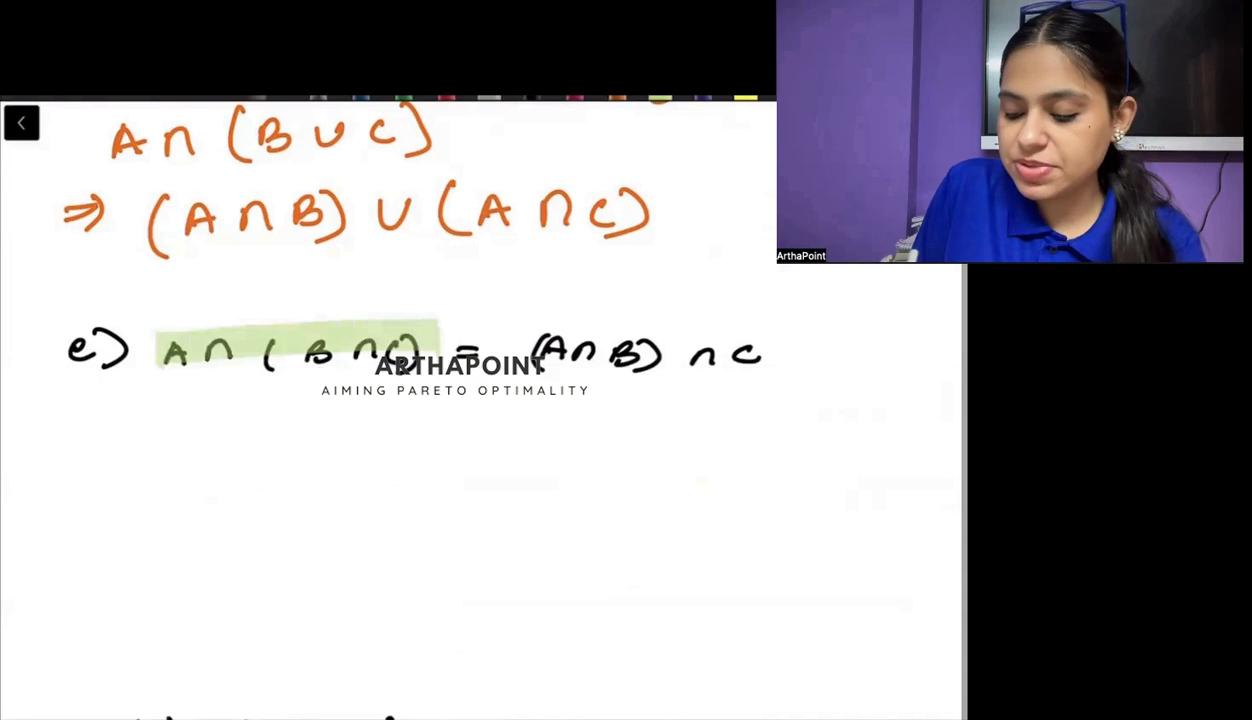 A ∩ (B ∪ C)
⇒ (A ∩ B) ∪ (A ∩ C)
ArthaPoint
e) A ∩ (B ∩ C) = (A ∩ B) ∩ C
ARTHAPOINT
AIMING PARETO OPTIMALITY